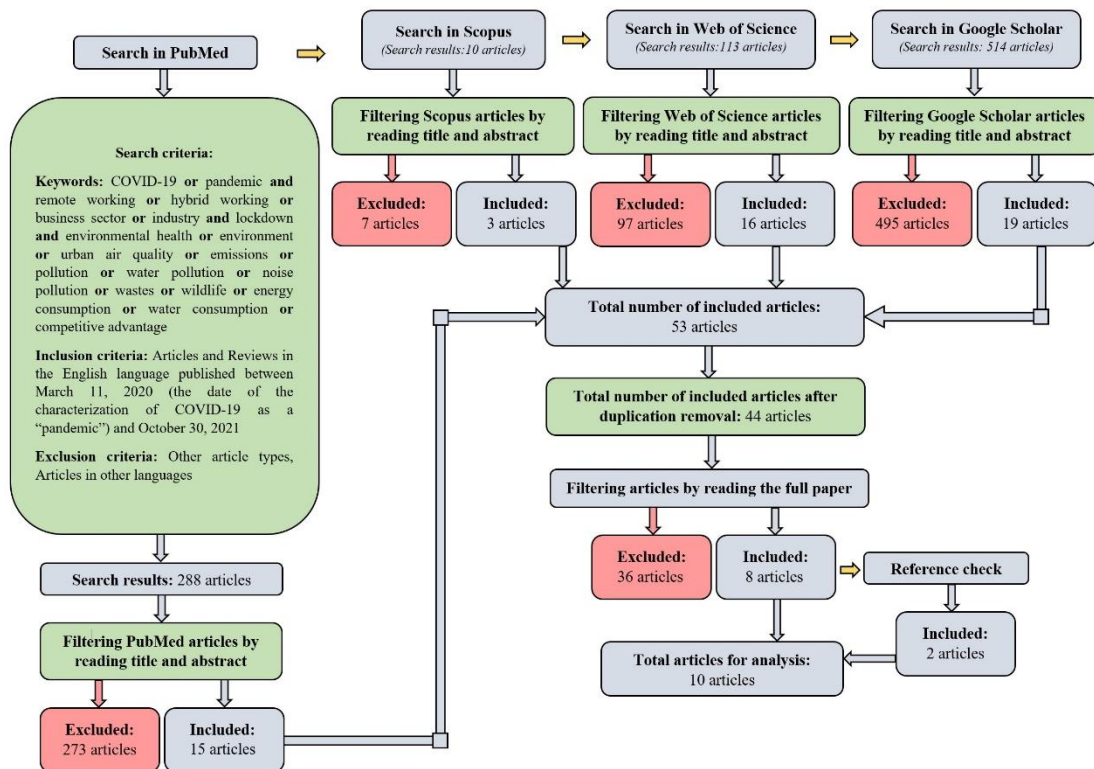 Search in PubMed
Search criteria:
Keywords: COVID-19 or pandemic and
remote working or hybrid working or
business sector or industry and lockdown
and environmental health or environment
or urban air quality or emissions or
pollution or water pollution or noise
pollution or wastes or wildlife or energy
consumption or water consumption or
competitive advantage
Inclusion criteria: Articles and Reviews in
the English language published between
March 11, 2020 (the date of the
characterization of COVID-19 as a
“pandemic”) and October 30, 2021
Exclusion criteria: Other article types,
Articles in other languages
Search results: 288 articles
Filtering PubMed articles by
reading title and abstract
Excluded:
273 articles
Included:
15 articles
Search in Scopus
(Search results:10 articles)
Filtering Scopus articles by
reading title and abstract
Excluded:
7 articles
Included:
3 articles
Search in Web of Science
(Search results:113 articles)
Filtering Web of Science articles
by reading title and abstract
Excluded:
97 articles
Included:
16 articles
Search in Google Scholar
(Search results: 514 articles)
Filtering Google Scholar articles
by reading title and abstract
Excluded:
495 articles
Included:
19 articles
Total number of included articles:
53 articles
Total number of included articles after
duplication removal: 44 articles
Filtering articles by reading the full paper
Excluded:
36 articles
Included:
8 articles
Reference check
Included:
2 articles
Total articles for analysis:
10 articles